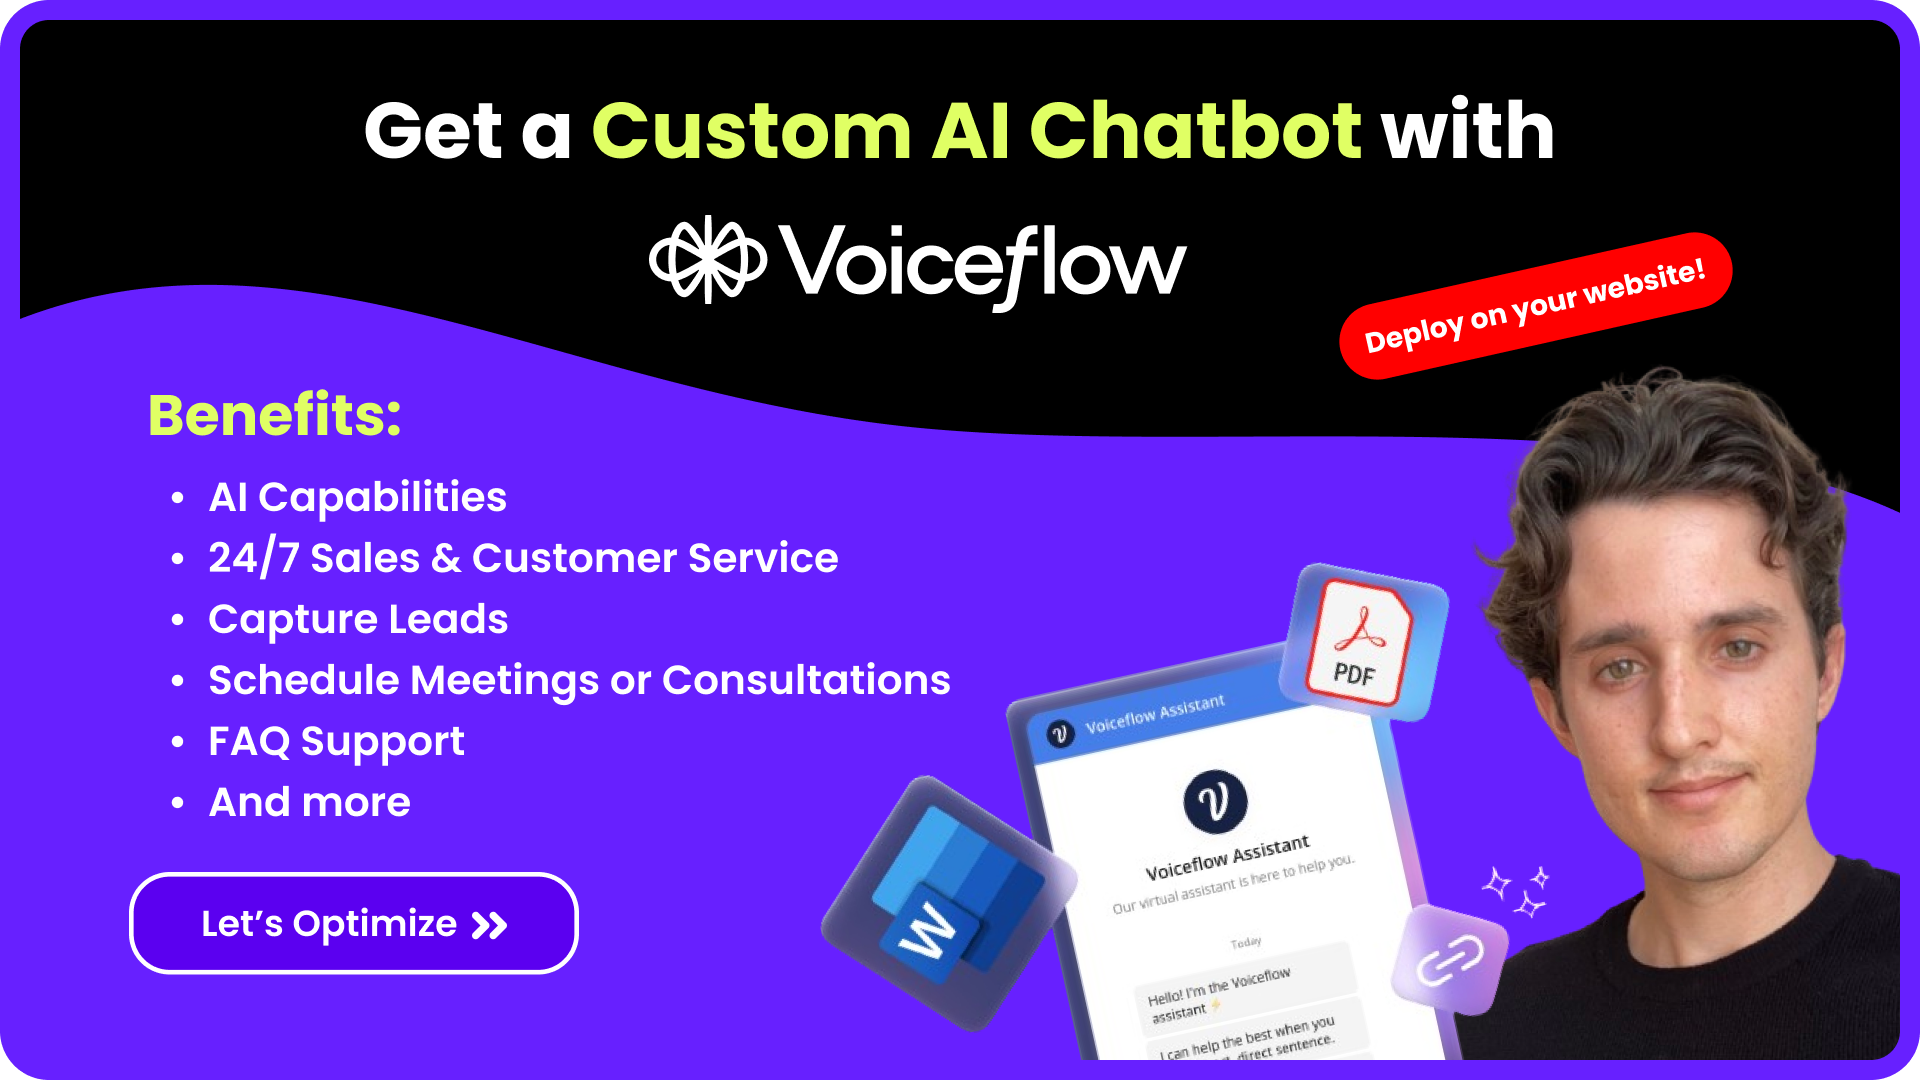 Get a Custom AI Chatbot with
Voiceflow
Deploy on your website!
Benefits:
• AI Capabilities
• 24/7 Sales & Customer Service
• Capture Leads
• Schedule Meetings or Consultations
• FAQ Support
• And more
Let’s Optimize
PDF
Voiceflow Assistant
Voiceflow Assistant
Our virtual assistant is here to help you.
Today
Hello! I'm the Voiceflow
assistant ⚡
I can help the best when you
direct sentence.
W